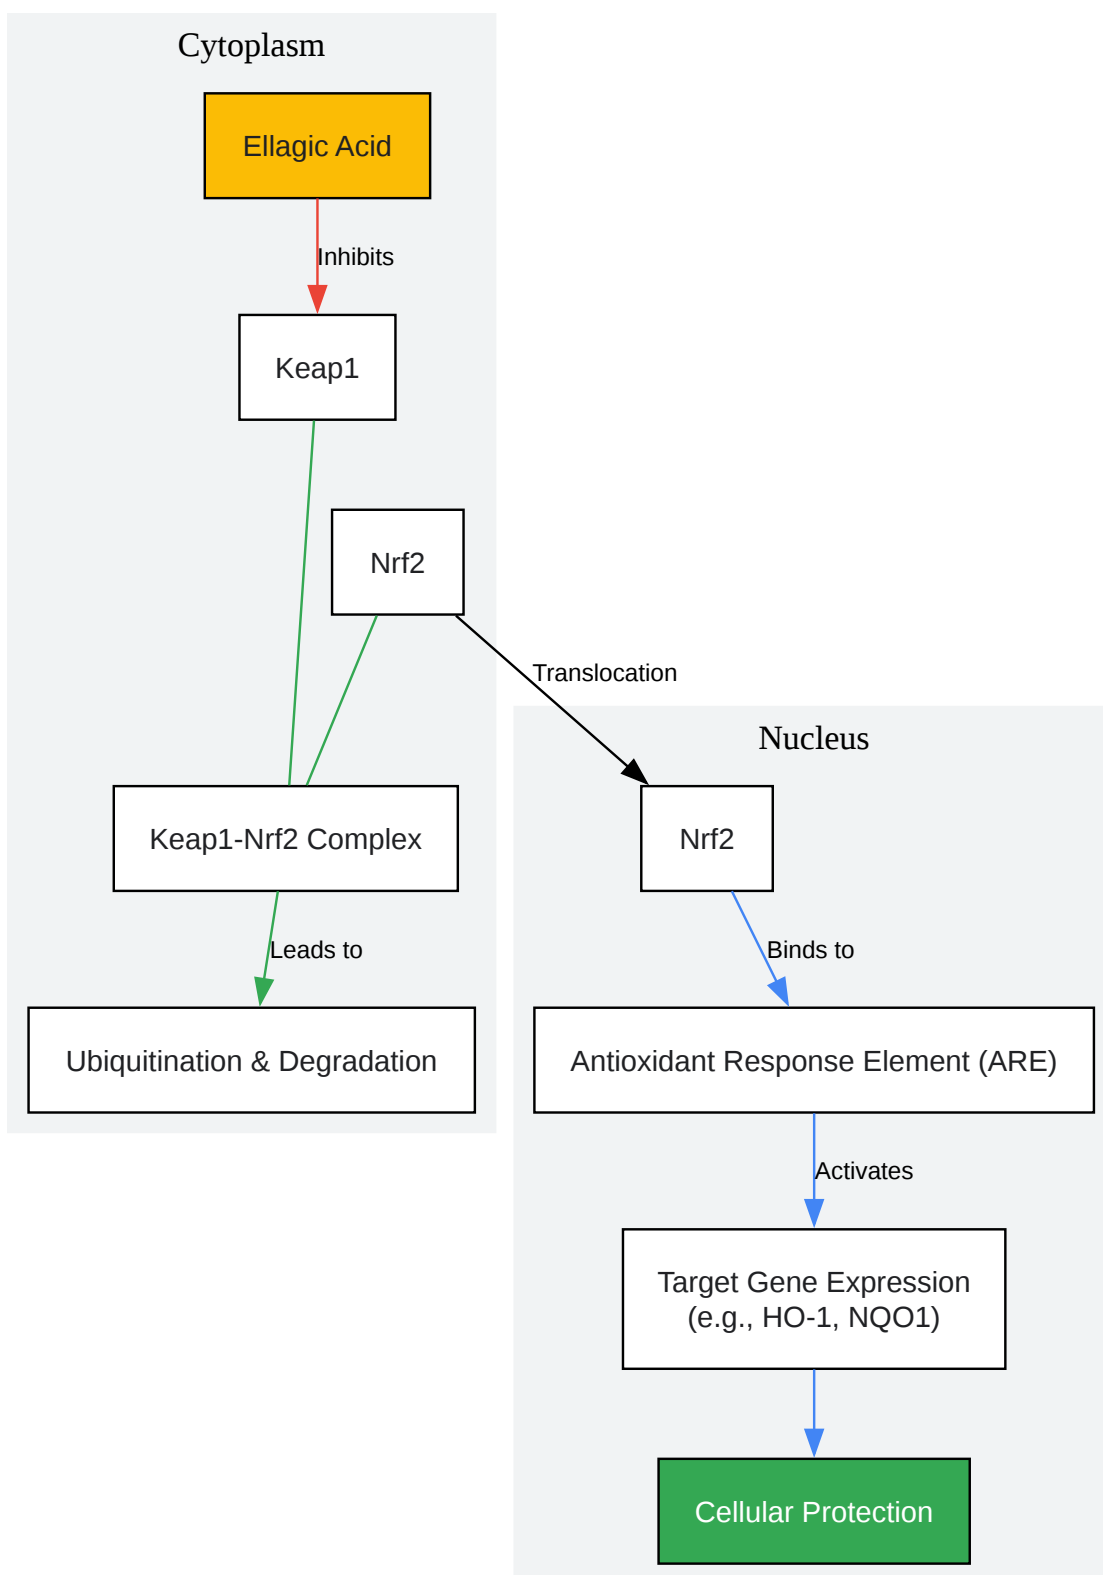 Cytoplasm
Ellagic Acid
Inhibits
Keap1
Nrf2
Translocation
Nucleus
Keap1-Nrf2 Complex
Nrf2
Leads to
Binds to
Ubiquitination & Degradation
Antioxidant Response Element (ARE)
Activates
Target Gene Expression
(e.g., HO-1, NQO1)
Cellular Protection